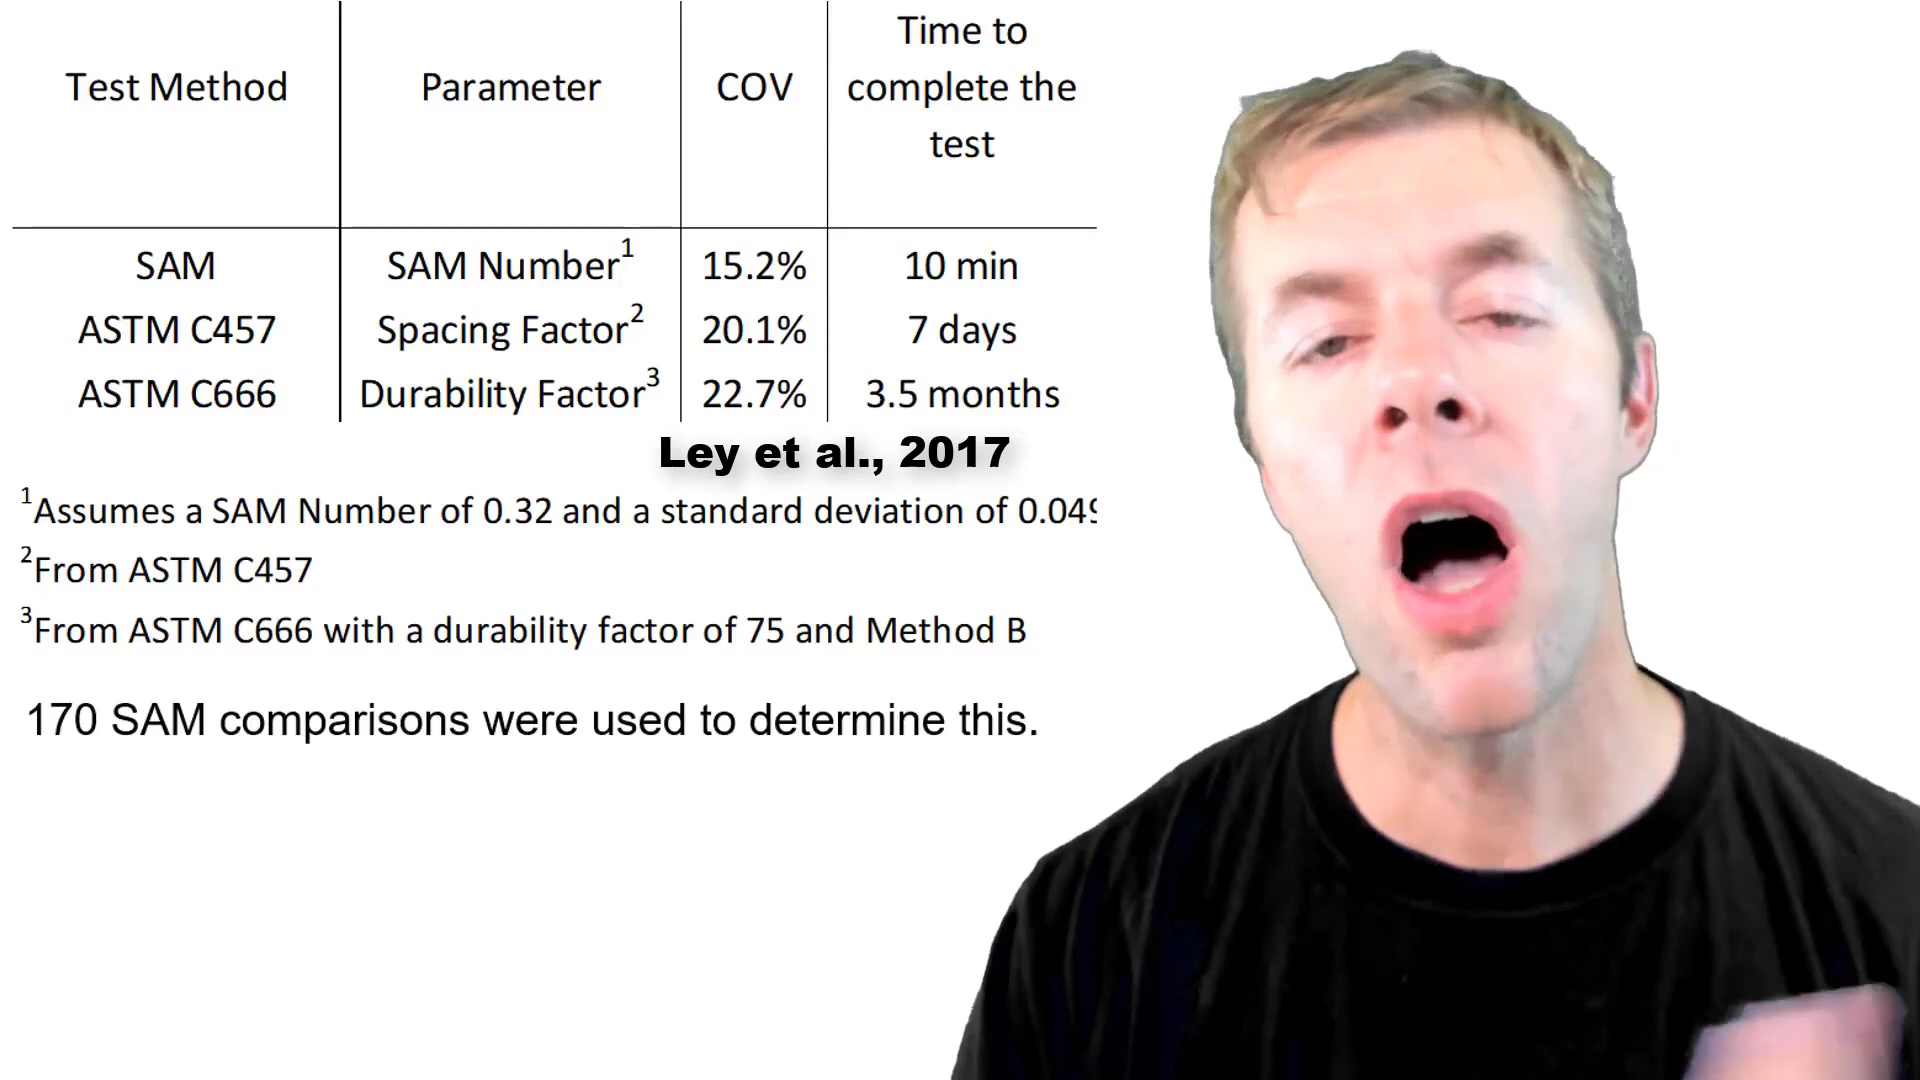 Test Method Parameter COV Time to complete the test
SAM SAM Number¹ 15.2% 10 min
ASTM C457 Spacing Factor² 20.1% 7 days
ASTM C666 Durability Factor³ 22.7% 3.5 months
Ley et al., 2017
¹Assumes a SAM Number of 0.32 and a standard deviation of 0.049
²From ASTM C457
³From ASTM C666 with a durability factor of 75 and Method B
170 SAM comparisons were used to determine this.